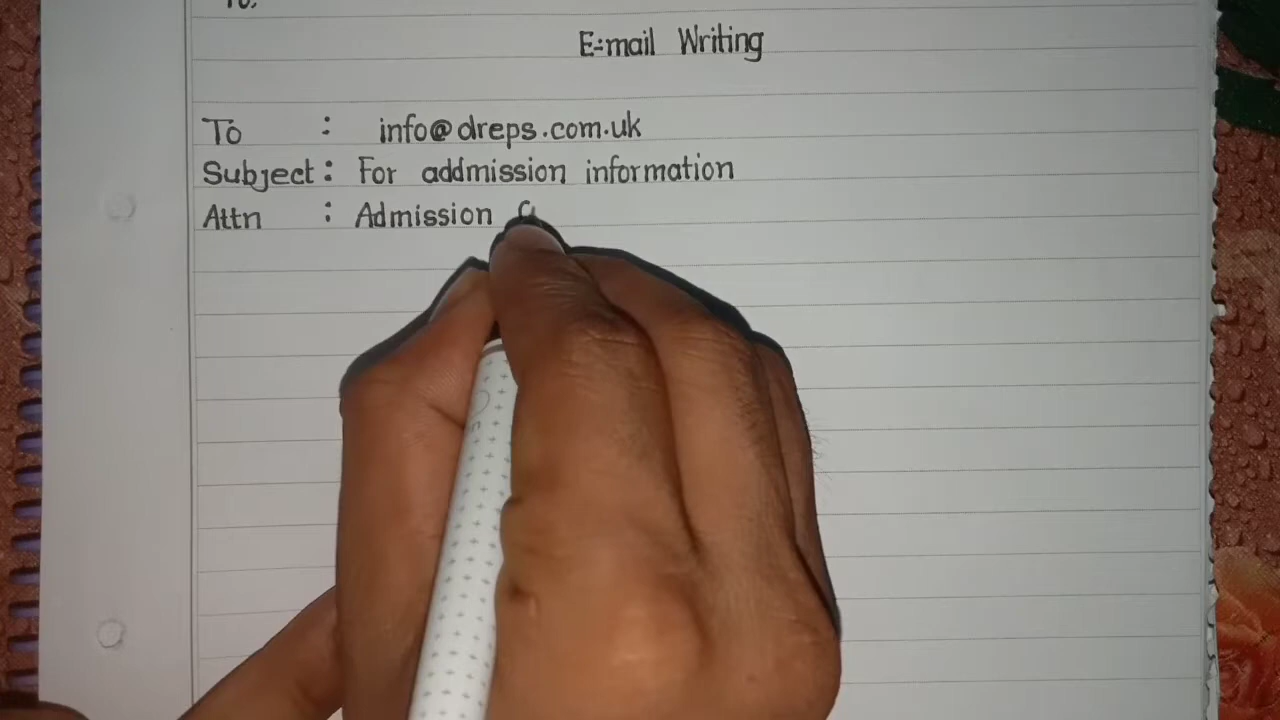 E-mail Writing
To : info@dreps.com.uk
Subject : For addmission information
Attn : Admission